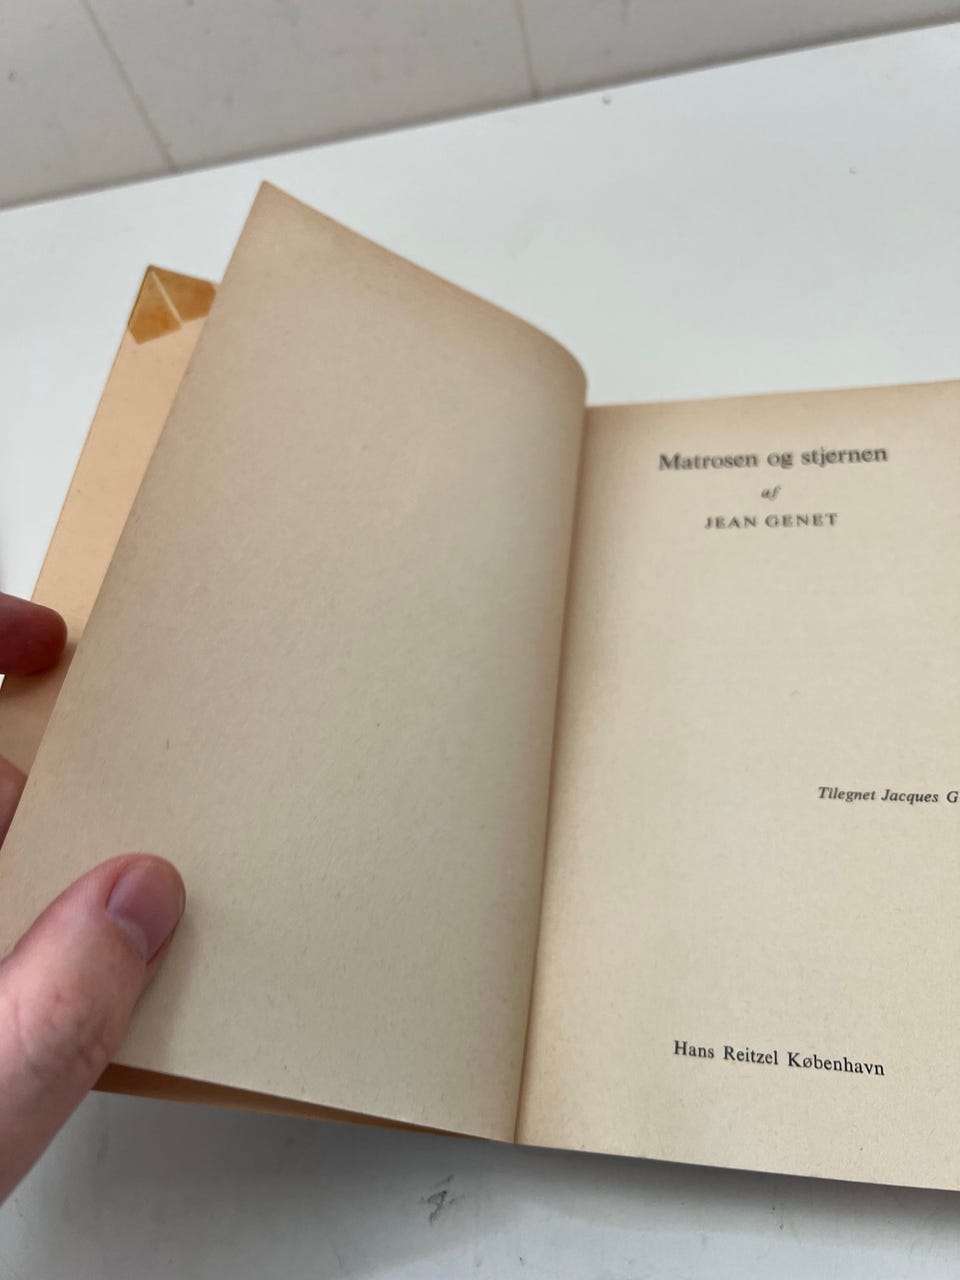 Matrosen og stjernen
af
JEAN GENET
Tilegnet Jacques G
Hans Reitzel København